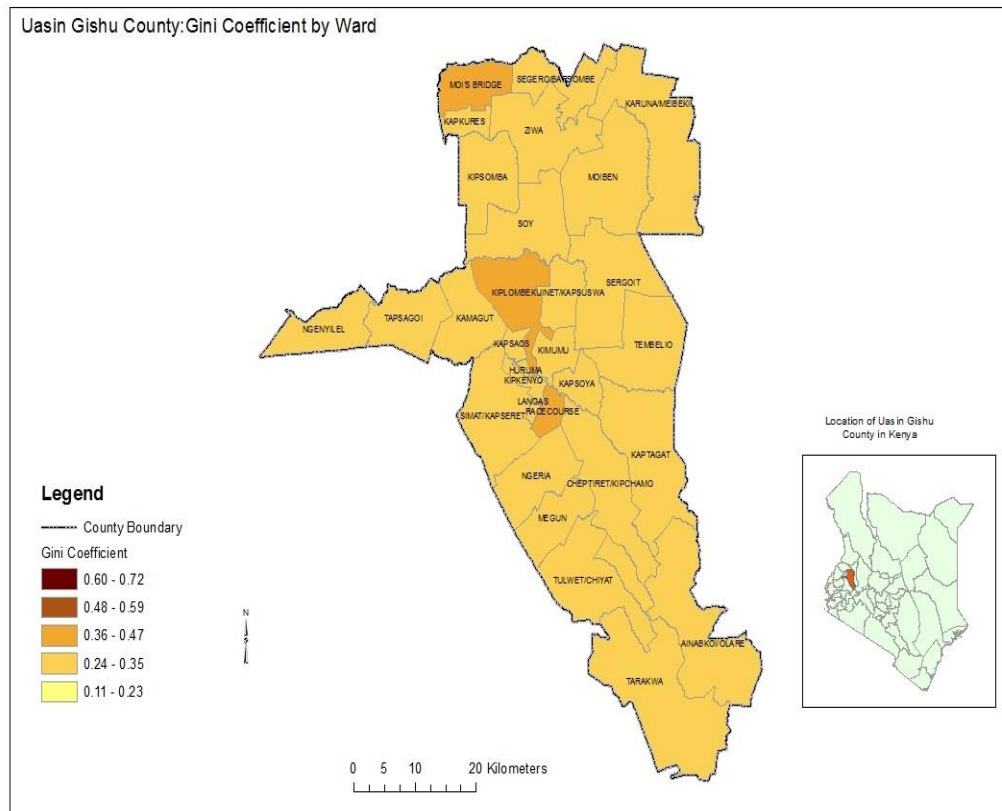 Uasin Gishu County:Gini Coefficient by Ward
MOI'S BRIDGE
SEGERO/BARSOMBE
KARUNA/MEIBEKI
KAPKURES
ZIWA
KIPSOMBA
MOIBEN
SOY
SERGOIT
KIPLOMBE
KUINET/KAPSUSWA
NGENYILEL
TAPSAGOI
KAMAGUT
KAPSAOS
KIMUMU
TEMBELIO
HURUMA
KIPKENYO
KAPSOYA
LANGAS
RACECOURSE
SIMAT/KAPSERET
KAPTAGAT
NGERIA
CHEPTIRET/KIPCHAMO
MEGUN
TULWET/CHIYAT
AINABKOI/OLARE
TARAKWA
Location of Uasin Gishu
County in Kenya
Legend
County Boundary
Gini Coefficient
0.60 - 0.72
0.48 - 0.59
0.36 - 0.47
0.24 - 0.35
0.11 - 0.23
N
0 5 10 20 Kilometers